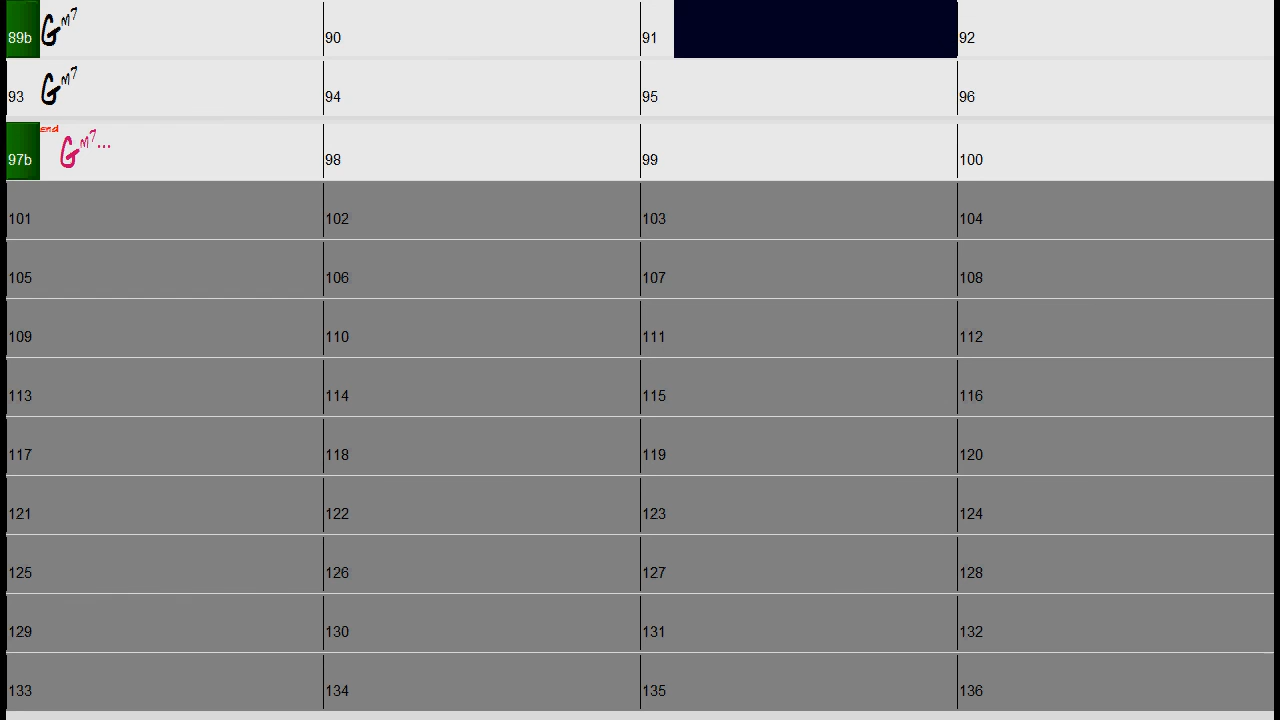 89b Gm7 90 91 92
93 Gm7 94 95 96
end
97b Gm7... 98 99 100
101 102 103 104
105 106 107 108
109 110 111 112
113 114 115 116
117 118 119 120
121 122 123 124
125 126 127 128
129 130 131 132
133 134 135 136